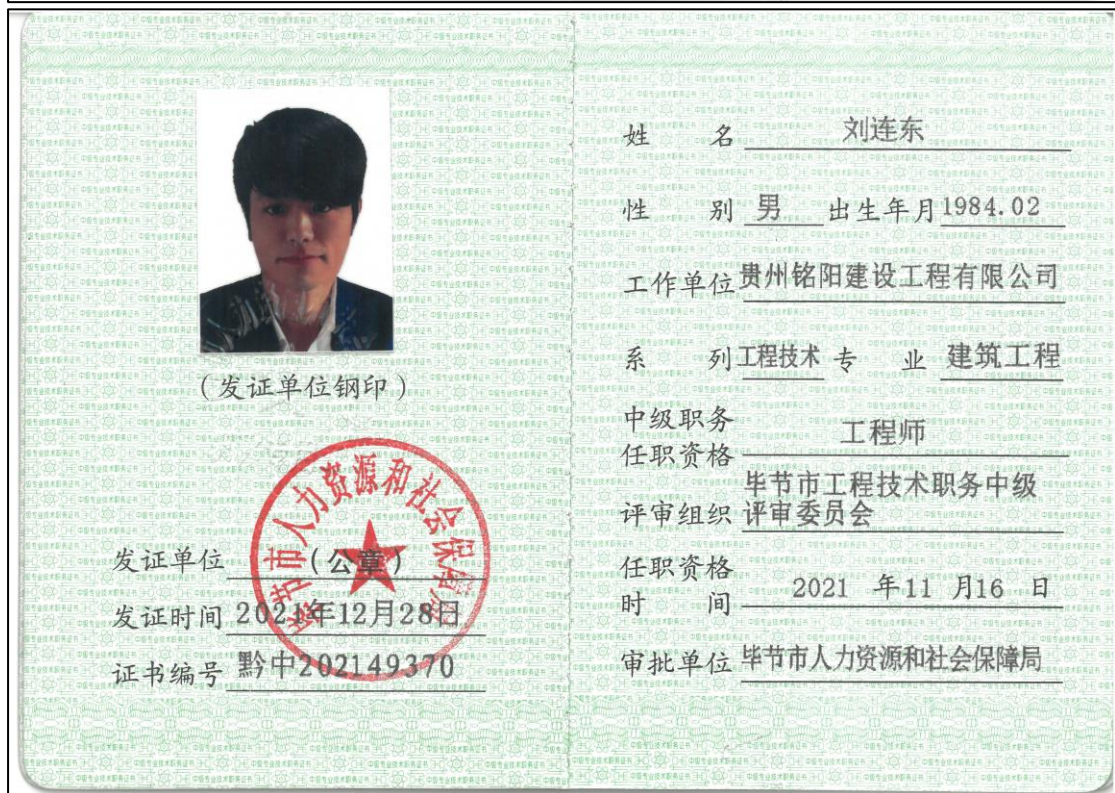 (发证单位钢印)
毕节市人力资源和社会保障局
发证单位 (公章)
发证时间 2021年12月28日
证书编号 黔中202149370
姓 名 刘连东
性 别 男 出生年月 1984.02
工作单位 贵州铭阳建设工程有限公司
系 列 工程技术 专 业 建筑工程
中级职务
任职资格 工程师
毕节市工程技术职务中级
评审组织 评审委员会
任职资格
时 间 2021 年 11 月 16 日
审批单位 毕节市人力资源和社会保障局